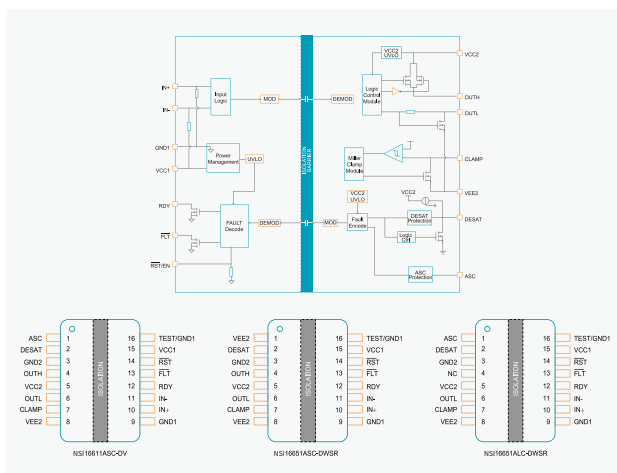 VCC2
UVLO
VCC2
IN+
Input
Logic
MOD
DEMOD
Logic
Control
Module
OUTH
IN-
OUTL
GND1
Power
Management
UVLO
ISOLATION
BARRIER
Miller
Clamp
Module
CLAMP
VCC1
VEE2
RDY
VCC2
UVLO
VCC2
FLT
FAULT
Decode
DEMOD
MOD
Fault
Encode
DESAT
Protection
DESAT
Logic
Ctrl
RST/EN
ASC
Protection
ASC
ASC 1 16 TEST/GND1
DESAT 2 15 VCC1
GND2 3 14 RST
OUTH 4 13 FLT
VCC2 5 12 RDY
OUTL 6 11 IN-
CLAMP 7 10 IN+
VEE2 8 9 GND1
ISOLATION
NSI16611ASC-DV
VEE2 1 16 TEST/GND1
DESAT 2 15 VCC1
GND2 3 14 RST
OUTH 4 13 FLT
VCC2 5 12 RDY
OUTL 6 11 IN-
CLAMP 7 10 IN+
VEE2 8 9 GND1
ISOLATION
NSI16651ASC-DWSR
ASC 1 16 TEST/GND1
DESAT 2 15 VCC1
GND2 3 14 RST
NC 4 13 FLT
VCC2 5 12 RDY
OUTL 6 11 IN-
CLAMP 7 10 IN+
VEE2 8 9 GND1
ISOLATION
NSI16651ALC-DWSR